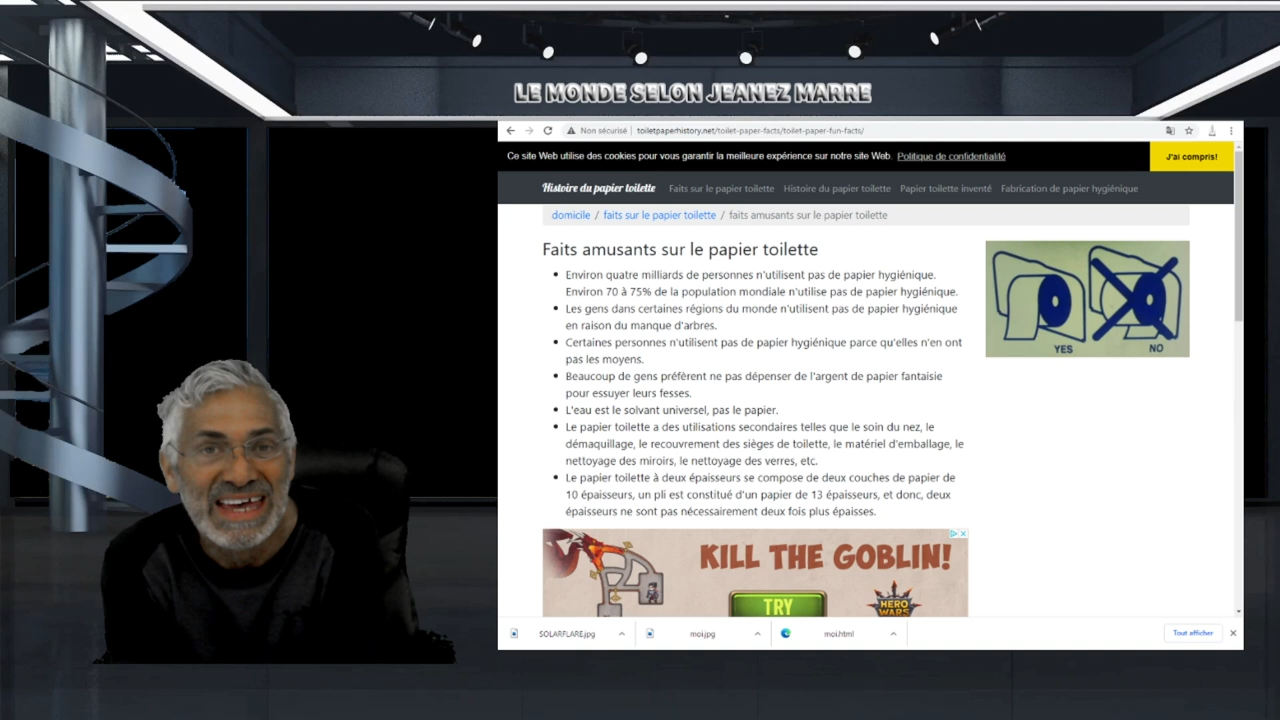 LE MONDE SELON JEANEZ MARRE
Non sécurisé | toiletpaperhistory.net/toilet-paper-facts/toilet-paper-fun-facts/
Ce site Web utilise des cookies pour vous garantir la meilleure expérience sur notre site Web. Politique de confidentialité
J'ai compris!
Histoire du papier toilette Faits sur le papier toilette Histoire du papier toilette Papier toilette inventé Fabrication de papier hygiénique
domicile / faits sur le papier toilette / faits amusants sur le papier toilette
Faits amusants sur le papier toilette
• Environ quatre milliards de personnes n'utilisent pas de papier hygiénique.
Environ 70 à 75% de la population mondiale n'utilise pas de papier hygiénique.
• Les gens dans certaines régions du monde n'utilisent pas de papier hygiénique
en raison du manque d'arbres.
• Certaines personnes n'utilisent pas de papier hygiénique parce qu'elles n'en ont
pas les moyens.
• Beaucoup de gens préfèrent ne pas dépenser de l'argent de papier fantaisie
pour essuyer leurs fesses.
• L'eau est le solvant universel, pas le papier.
• Le papier toilette a des utilisations secondaires telles que le soin du nez, le
démaquillage, le recouvrement des sièges de toilette, le matériel d'emballage, le
nettoyage des miroirs, le nettoyage des verres, etc.
• Le papier toilette à deux épaisseurs se compose de deux couches de papier de
10 épaisseurs, un pli est constitué d'un papier de 13 épaisseurs, et donc, deux
épaisseurs ne sont pas nécessairement deux fois plus épaisses.
YES NO
KILL THE GOBLIN!
TRY
HERO
WARS
SOLARFLARE.jpg moi.jpg moi.html Tout afficher